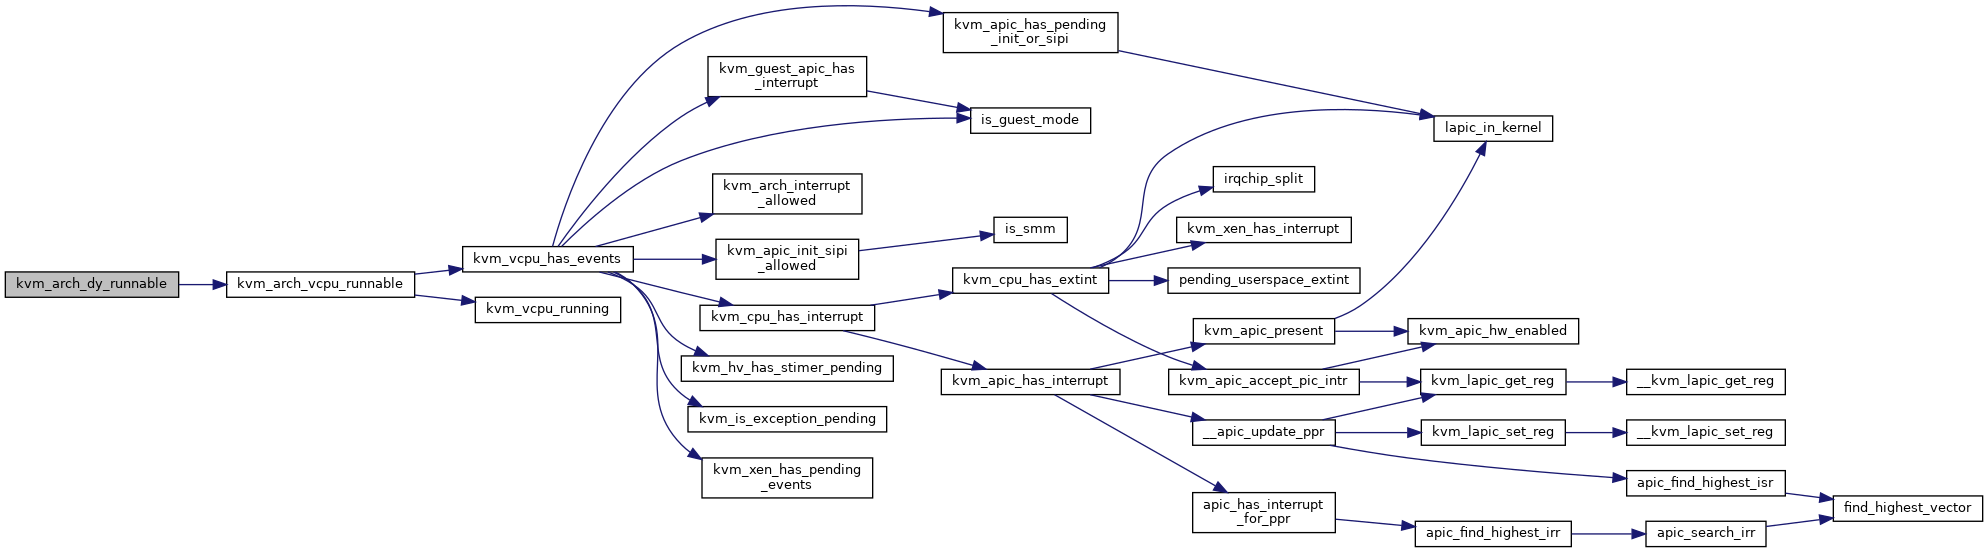 kvm_arch_dy_runnable
kvm_arch_vcpu_runnable
kvm_vcpu_has_events
kvm_vcpu_running
kvm_apic_has_pending
_init_or_sipi
kvm_guest_apic_has
_interrupt
is_guest_mode
kvm_arch_interrupt
_allowed
kvm_apic_init_sipi
_allowed
is_smm
kvm_cpu_has_interrupt
kvm_hv_has_stimer_pending
kvm_is_exception_pending
kvm_xen_has_pending
_events
kvm_cpu_has_extint
kvm_apic_has_interrupt
lapic_in_kernel
irqchip_split
kvm_xen_has_interrupt
pending_userspace_extint
kvm_apic_present
kvm_apic_hw_enabled
kvm_apic_accept_pic_intr
kvm_lapic_get_reg
__kvm_lapic_get_reg
__apic_update_ppr
kvm_lapic_set_reg
__kvm_lapic_set_reg
apic_find_highest_isr
apic_has_interrupt
_for_ppr
apic_find_highest_irr
apic_search_irr
find_highest_vector